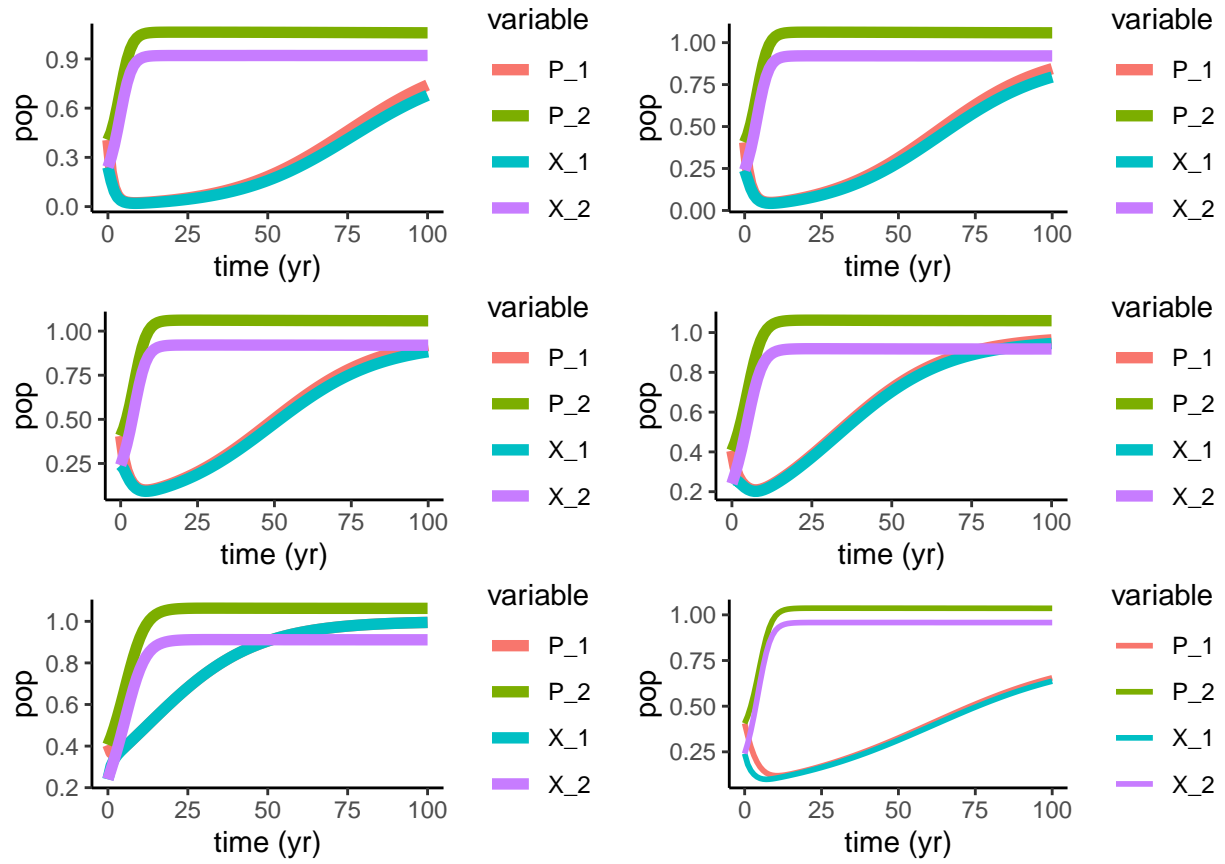 variable
P_1
P_2
X_1
X_2
pop
0.9
0.6
0.3
0.0
0 25 50 75 100
time (yr)
variable
P_1
P_2
X_1
X_2
pop
1.00
0.75
0.50
0.25
0.00
0 25 50 75 100
time (yr)
variable
P_1
P_2
X_1
X_2
pop
1.00
0.75
0.50
0.25
0 25 50 75 100
time (yr)
variable
P_1
P_2
X_1
X_2
pop
1.0
0.8
0.6
0.4
0.2
0 25 50 75 100
time (yr)
variable
P_1
P_2
X_1
X_2
pop
1.0
0.8
0.6
0.4
0.2
0 25 50 75 100
time (yr)
variable
P_1
P_2
X_1
X_2
pop
1.00
0.75
0.50
0.25
0 25 50 75 100
time (yr)